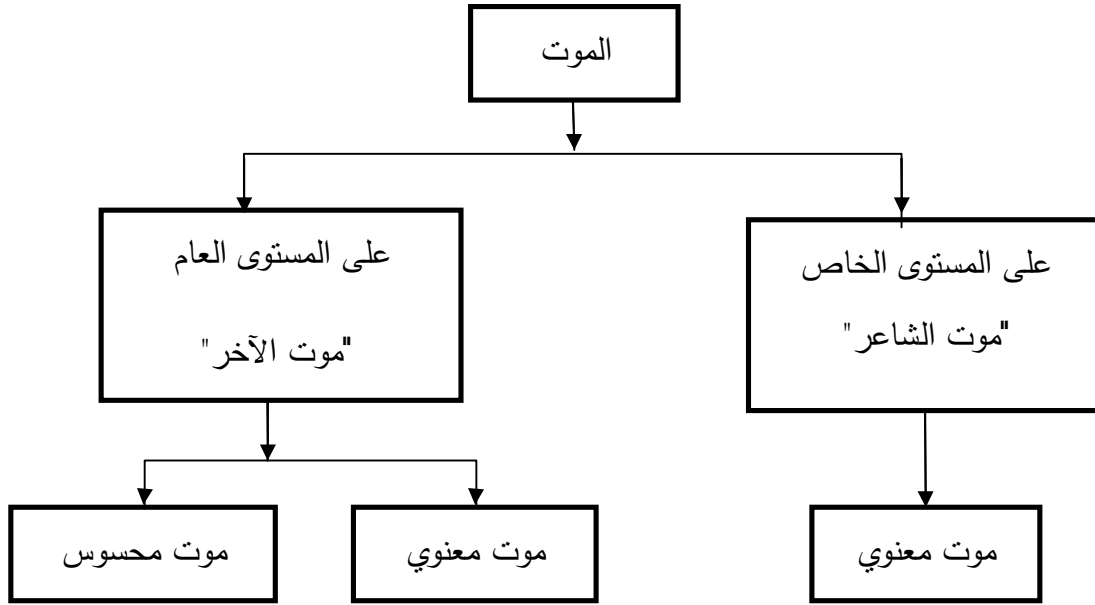 الموت
على المستوى الخاص
"موت الشاعر"
على المستوى العام
"موت الآخر"
موت معنوي
موت معنوي
موت محسوس